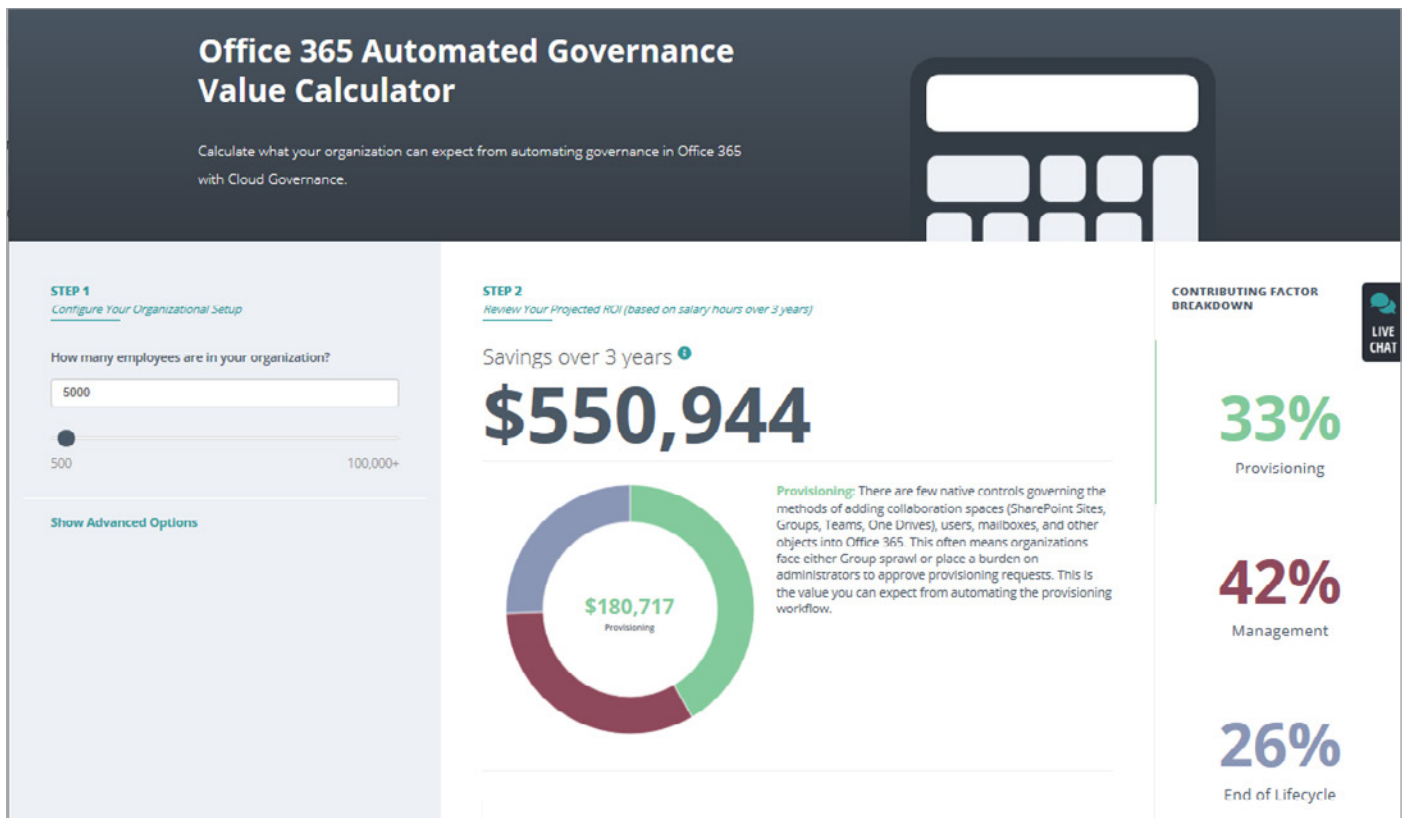 Office 365 Automated Governance
Value Calculator
Calculate what your organization can expect from automating governance in Office 365
with Cloud Governance.
STEP 1
Configure Your Organizational Setup
How many employees are in your organization?
5000
500
100,000+
Show Advanced Options
STEP 2
Review Your Projected ROI (based on salary hours over 3 years)
Savings over 3 years
$550,944
$180,717
Provisioning
Provisioning: There are few native controls governing the
methods of adding collaboration spaces (SharePoint Sites,
Groups, Teams, One Drives), users, mailboxes, and other
objects into Office 365. This often means organizations
face either Group sprawl or place a burden on
administrators to approve provisioning requests. This is
the value you can expect from automating the provisioning
workflow.
CONTRIBUTING FACTOR
BREAKDOWN
33%
Provisioning
42%
Management
26%
End of Lifecycle
LIVE
CHAT